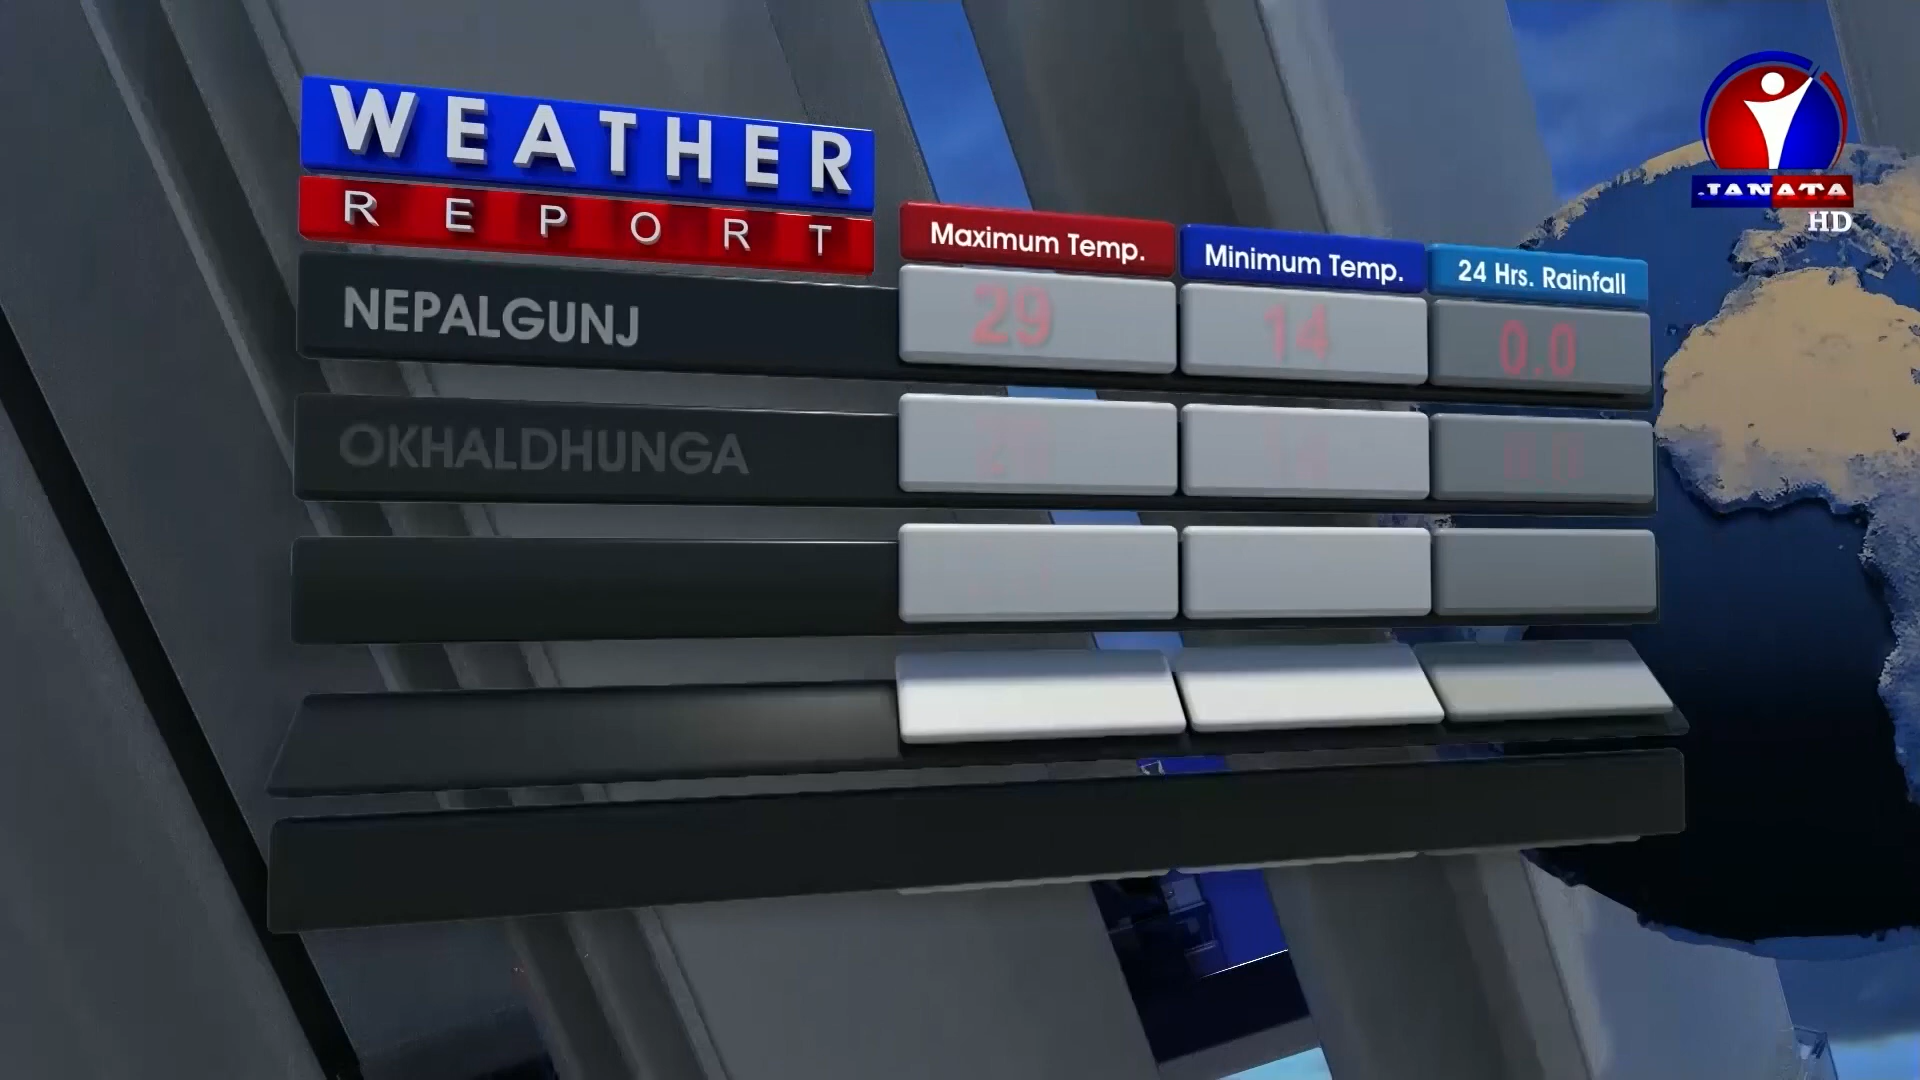 WEATHER
REPORT
Maximum Temp. Minimum Temp. 24 Hrs. Rainfall
NEPALGUNJ 29 14 0.0
OKHALDHUNGA
JANATA
HD